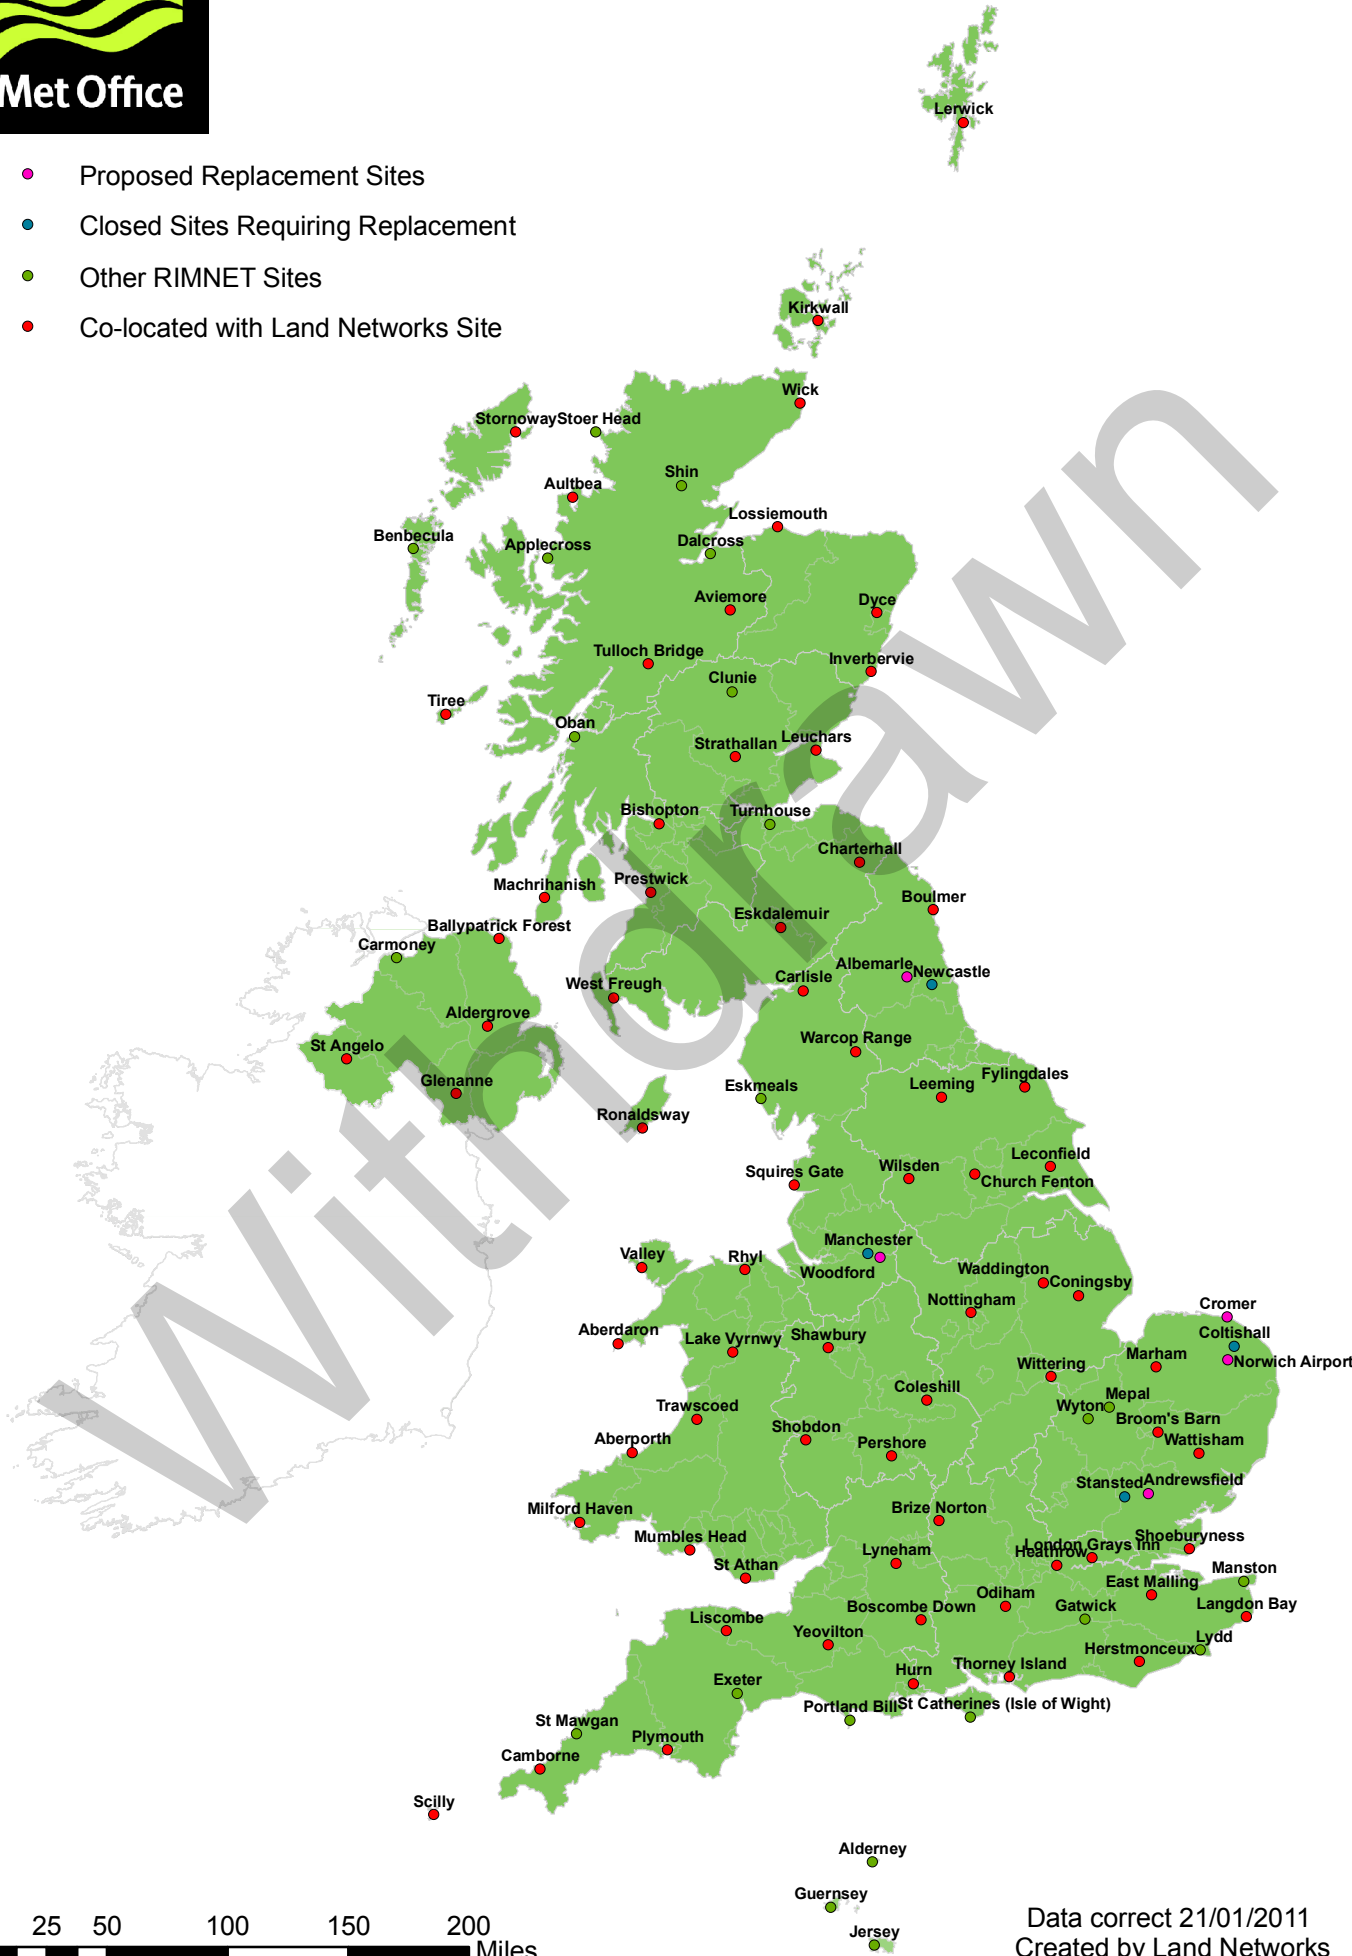 Met Office
Proposed Replacement Sites
Closed Sites Requiring Replacement
Other RIMNET Sites
Co-located with Land Networks Site
Lerwick
Kirkwall
Wick
Stornoway
Stoer Head
Shin
Aultbea
Lossiemouth
Benbecula
Applecross
Dalcross
Aviemore
Dyce
Tulloch Bridge
Inverbervie
Clunie
Tiree
Oban
Strathallan
Leuchars
Bishopton
Turnhouse
Charterhall
Machrihanish
Prestwick
Boulmer
Ballypatrick Forest
Eskdalemuir
Carmoney
Albemarle
Newcastle
West Freugh
Carlisle
Aldergrove
St Angelo
Warcop Range
Glenanne
Eskmeals
Leeming
Fylingdales
Ronaldsway
Squires Gate
Wilsden
Leconfield
Church Fenton
Manchester
Valley
Rhyl
Woodford
Waddington
Coningsby
Nottingham
Cromer
Aberdaron
Lake Vyrnwy
Shawbury
Coltishall
Marham
Norwich Airport
Wittering
Coleshill
Mepal
Trawscoed
Wyton
Shobdon
Broom's Barn
Aberporth
Pershore
Wattisham
Stansted
Andrewsfield
Milford Haven
Brize Norton
Mumbles Head
Shoeburyness
London Grays Inn
Lyneham
Heathrow
St Athan
Manston
East Malling
Odiham
Liscombe
Boscombe Down
Gatwick
Langdon Bay
Yeovilton
Lydd
Herstmonceux
Hurn
Thorney Island
Exeter
Portland Bill
St Catherines (Isle of Wight)
St Mawgan
Plymouth
Camborne
Scilly
Alderney
Guernsey
Jersey
Withdrawn
25 50 100 150 200
Miles
Data correct 21/01/2011
Created by Land Networks